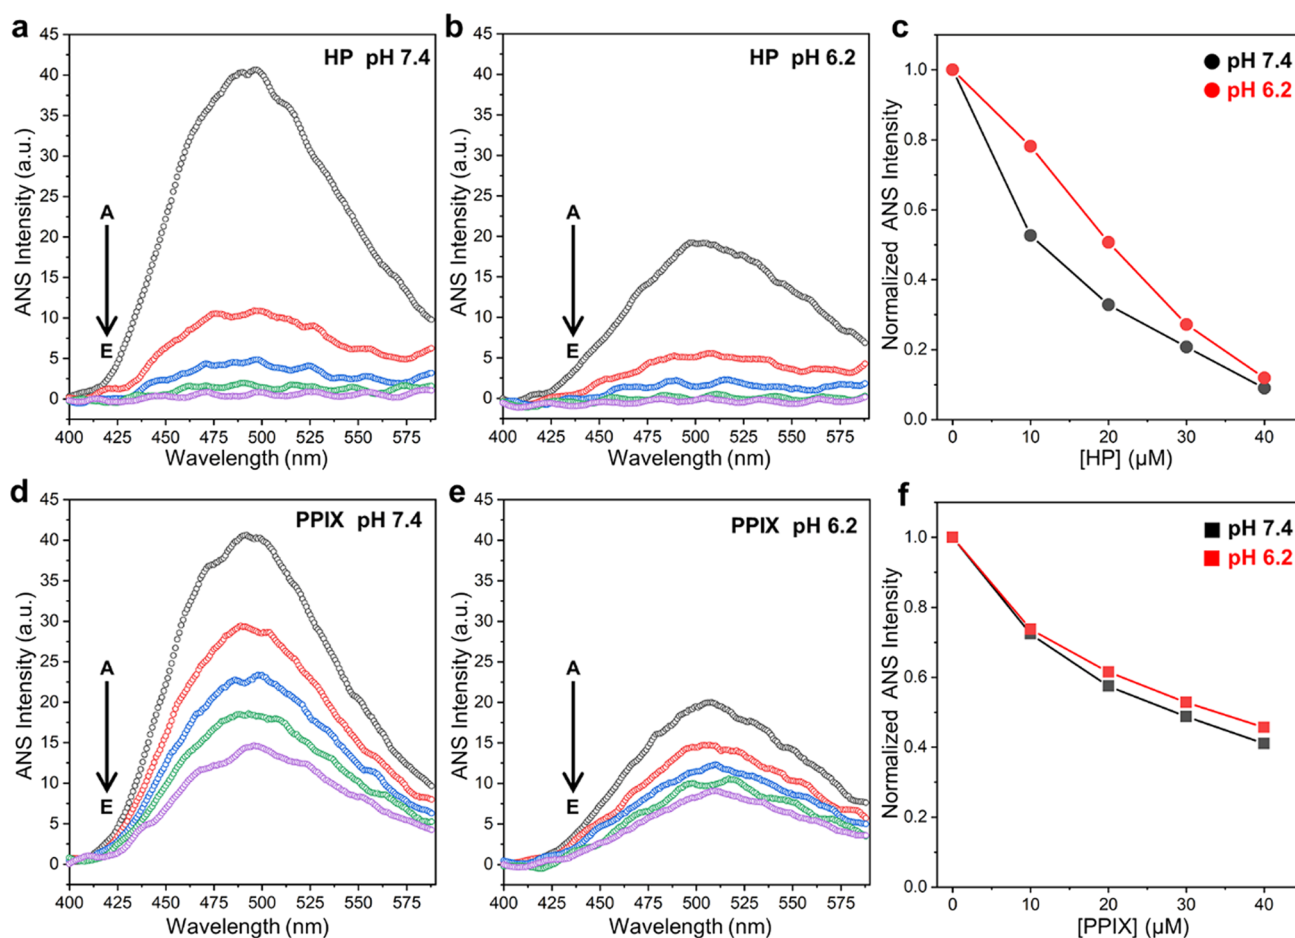 a
HP pH 7.4
ANS Intensity (a.u.)
45
40
35
30
25
20
15
10
5
0
A
E
400 425 450 475 500 525 550 575
Wavelength (nm)
b
HP pH 6.2
ANS Intensity (a.u.)
45
40
35
30
25
20
15
10
5
0
A
E
400 425 450 475 500 525 550 575
Wavelength (nm)
c
pH 7.4
pH 6.2
Normalized ANS Intensity
1.0
0.8
0.6
0.4
0.2
0.0
0 10 20 30 40
[HP] (µM)
d
PPIX pH 7.4
ANS Intensity (a.u.)
45
40
35
30
25
20
15
10
5
0
A
E
400 425 450 475 500 525 550 575
Wavelength (nm)
e
PPIX pH 6.2
ANS Intensity (a.u.)
45
40
35
30
25
20
15
10
5
0
A
E
400 425 450 475 500 525 550 575
Wavelength (nm)
f
pH 7.4
pH 6.2
Normalized ANS Intensity
1.0
0.8
0.6
0.4
0.2
0.0
0 10 20 30 40
[PPIX] (µM)